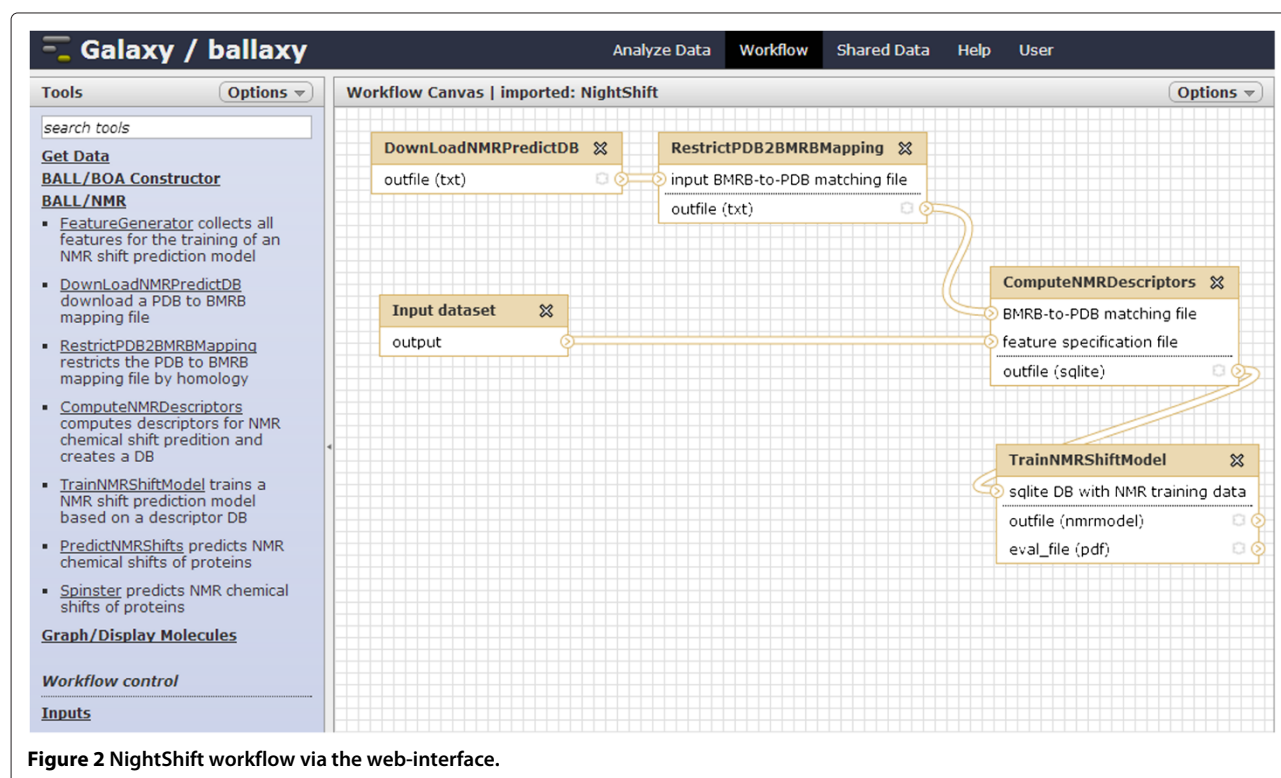 Galaxy / ballaxy
Analyze Data Workflow Shared Data Help User
Tools Options
search tools
Get Data
BALL/BOA Constructor
BALL/NMR
FeatureGenerator collects all
features for the training of an
NMR shift prediction model
DownLoadNMRPredictDB
download a PDB to BMRB
mapping file
RestrictPDB2BMRBMapping
restricts the PDB to BMRB
mapping file by homology
ComputeNMRDescriptors
computes descriptors for NMR
chemical shift predition and
creates a DB
TrainNMRShiftModel trains a
NMR shift prediction model
based on a descriptor DB
PredictNMRShifts predicts NMR
chemical shifts of proteins
Spinster predicts NMR chemical
shifts of proteins
Graph/Display Molecules
Workflow control
Inputs
Workflow Canvas | imported: NightShift Options
DownLoadNMRPredictDB
outfile (txt)
RestrictPDB2BMRBMapping
input BMRB-to-PDB matching file
outfile (txt)
Input dataset
output
ComputeNMRDescriptors
BMRB-to-PDB matching file
feature specification file
outfile (sqlite)
TrainNMRShiftModel
sqlite DB with NMR training data
outfile (nmrmodel)
eval_file (pdf)
Figure 2 NightShift workflow via the web-interface.